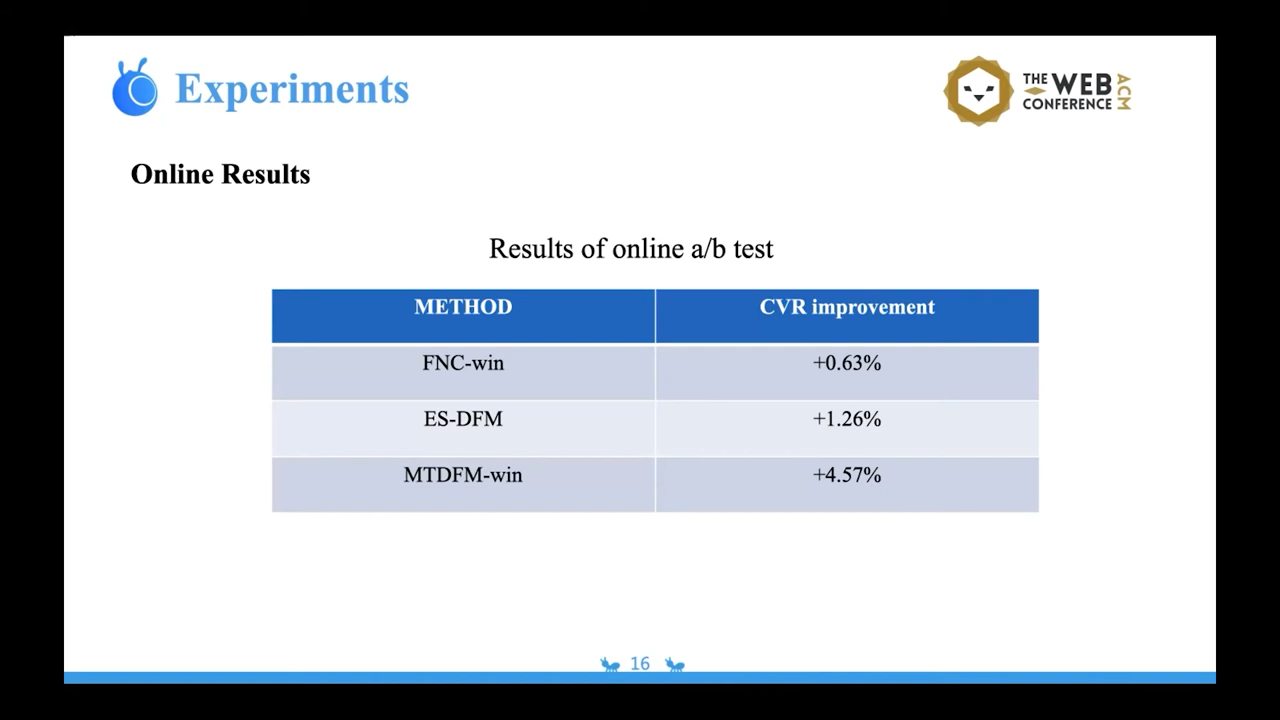 Experiments
THE WEB CONFERENCE ACM
Online Results
Results of online a/b test
METHOD CVR improvement
FNC-win +0.63%
ES-DFM +1.26%
MTDFM-win +4.57%
16